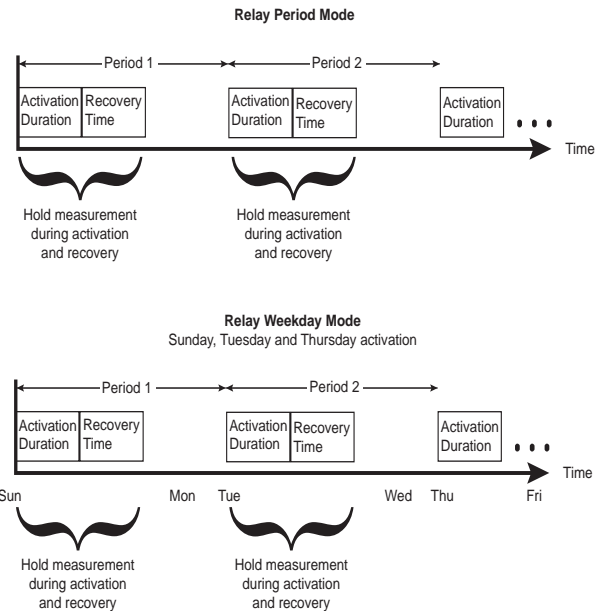 Relay Period Mode
Period 1
Period 2
Activation Duration
Recovery Time
Activation Duration
Recovery Time
Activation Duration
Time
Hold measurement
during activation
and recovery
Hold measurement
during activation
and recovery
Relay Weekday Mode
Sunday, Tuesday and Thursday activation
Period 1
Period 2
Activation Duration
Recovery Time
Activation Duration
Recovery Time
Activation Duration
Time
Sun Mon Tue Wed Thu Fri
Hold measurement
during activation
and recovery
Hold measurement
during activation
and recovery